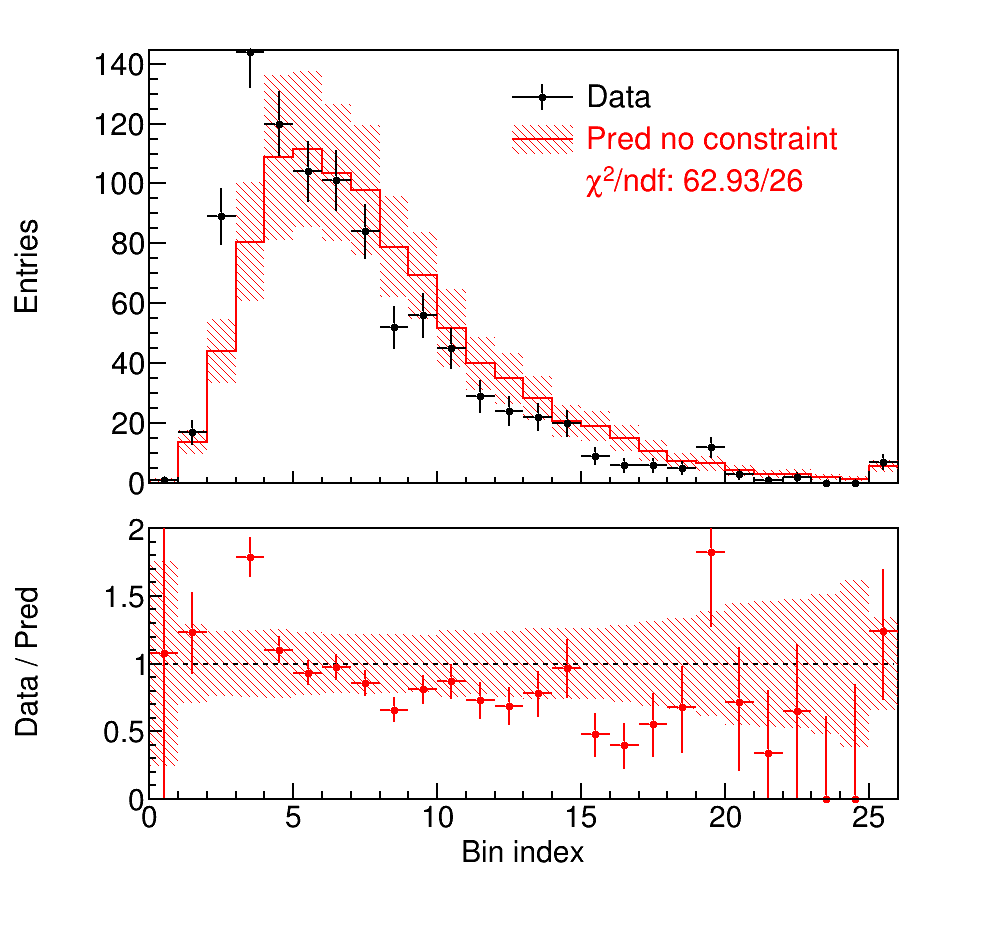 Entries
140
120
100
80
60
40
20
0
Data
Pred no constraint
χ²/ndf: 62.93/26
Data / Pred
2
1.5
1
0.5
0
0 5 10 15 20 25
Bin index